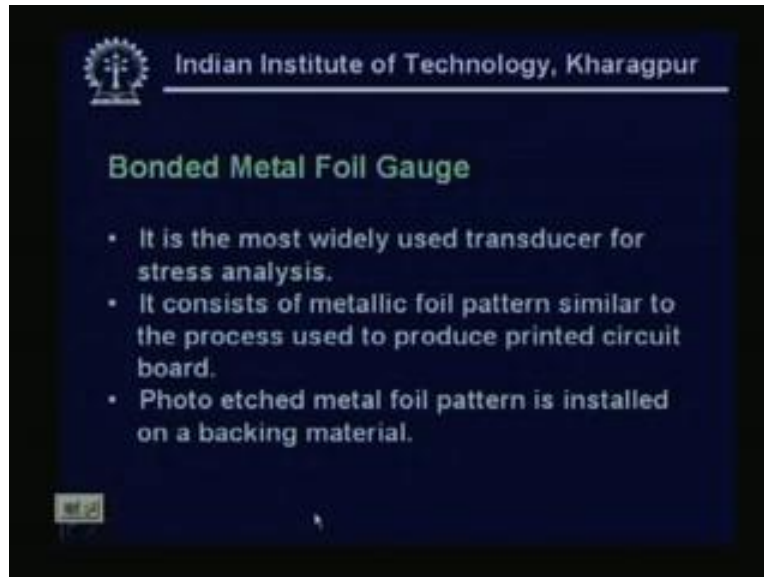 Indian Institute of Technology, Kharagpur
Bonded Metal Foil Gauge
• It is the most widely used transducer for
stress analysis.
• It consists of metallic foil pattern similar to
the process used to produce printed circuit
board.
• Photo etched metal foil pattern is installed
on a backing material.